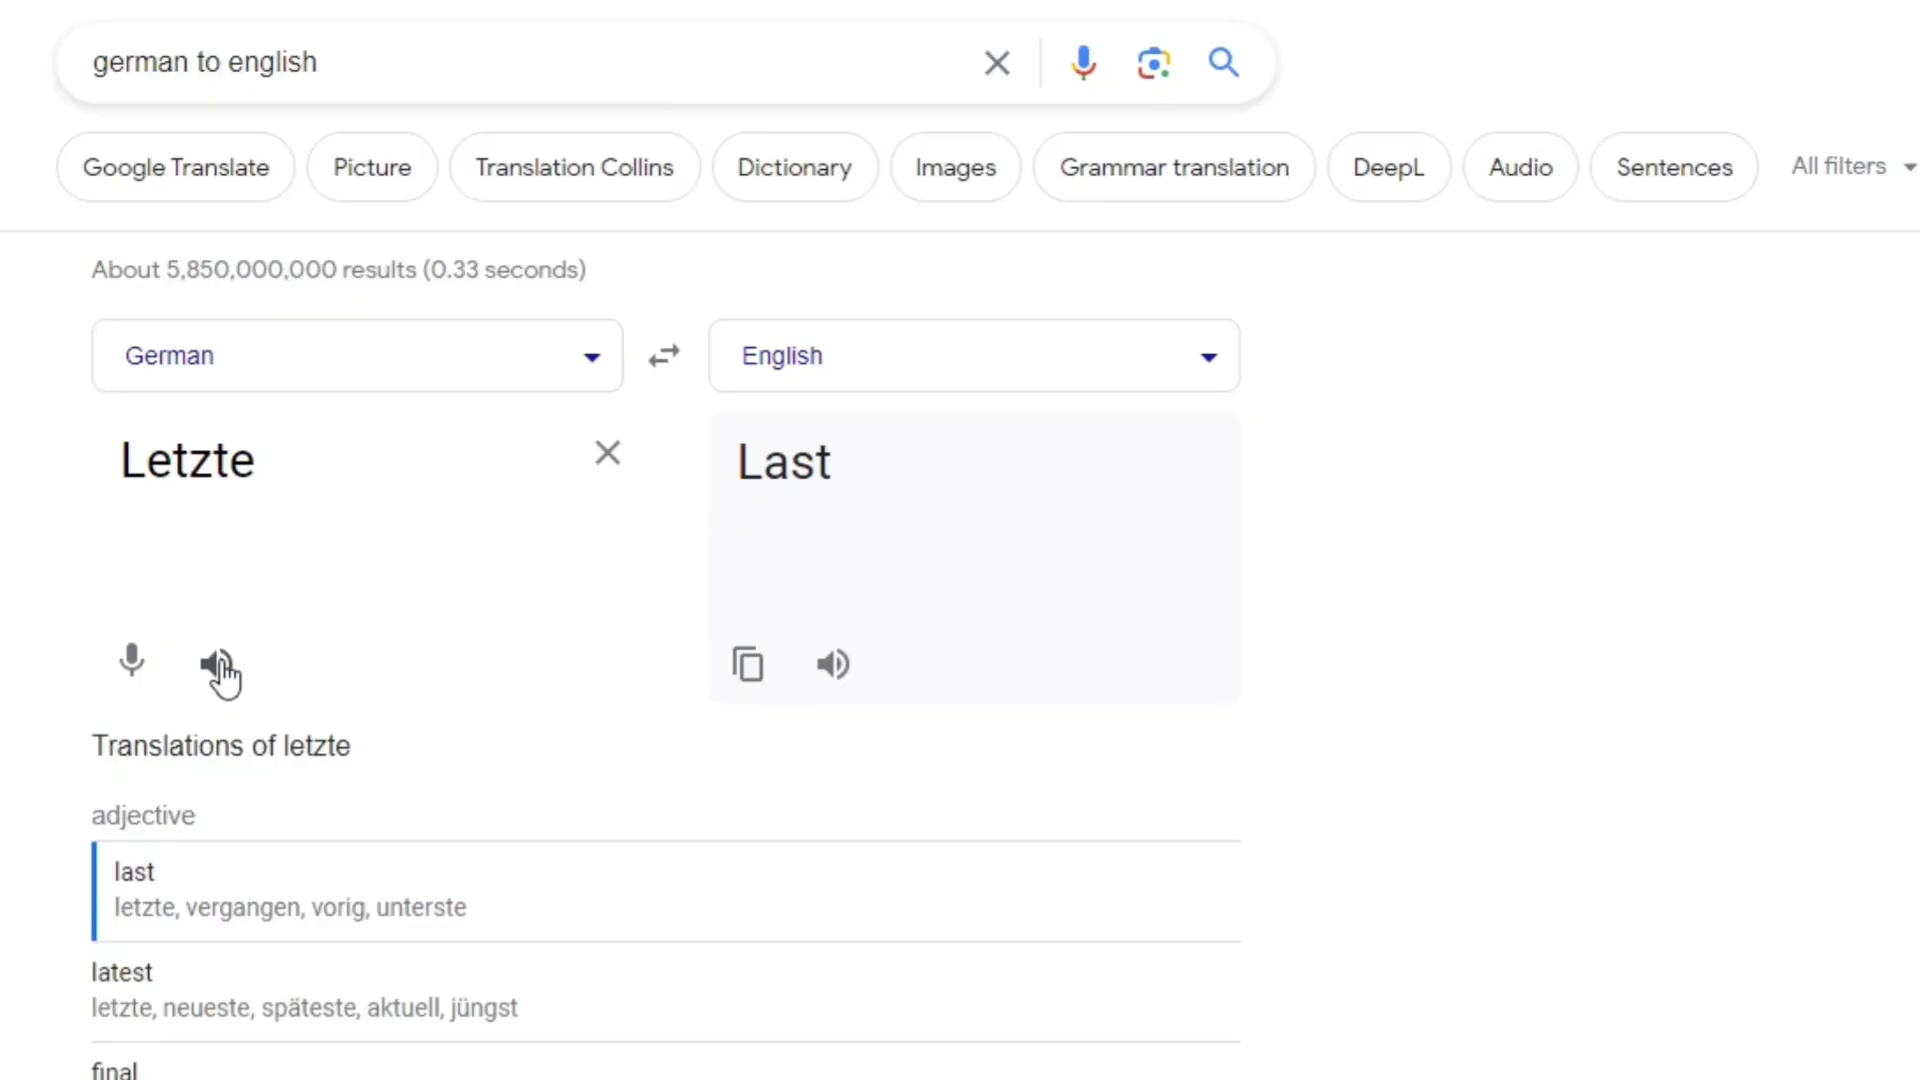 german to english
Google Translate Picture Translation Collins Dictionary Images Grammar translation DeepL Audio Sentences All filters
About 5,850,000,000 results (0.33 seconds)
German English
Letzte Last
Translations of letzte
adjective
last
letzte, vergangen, vorig, unterste
latest
letzte, neueste, späteste, aktuell, jüngst
final